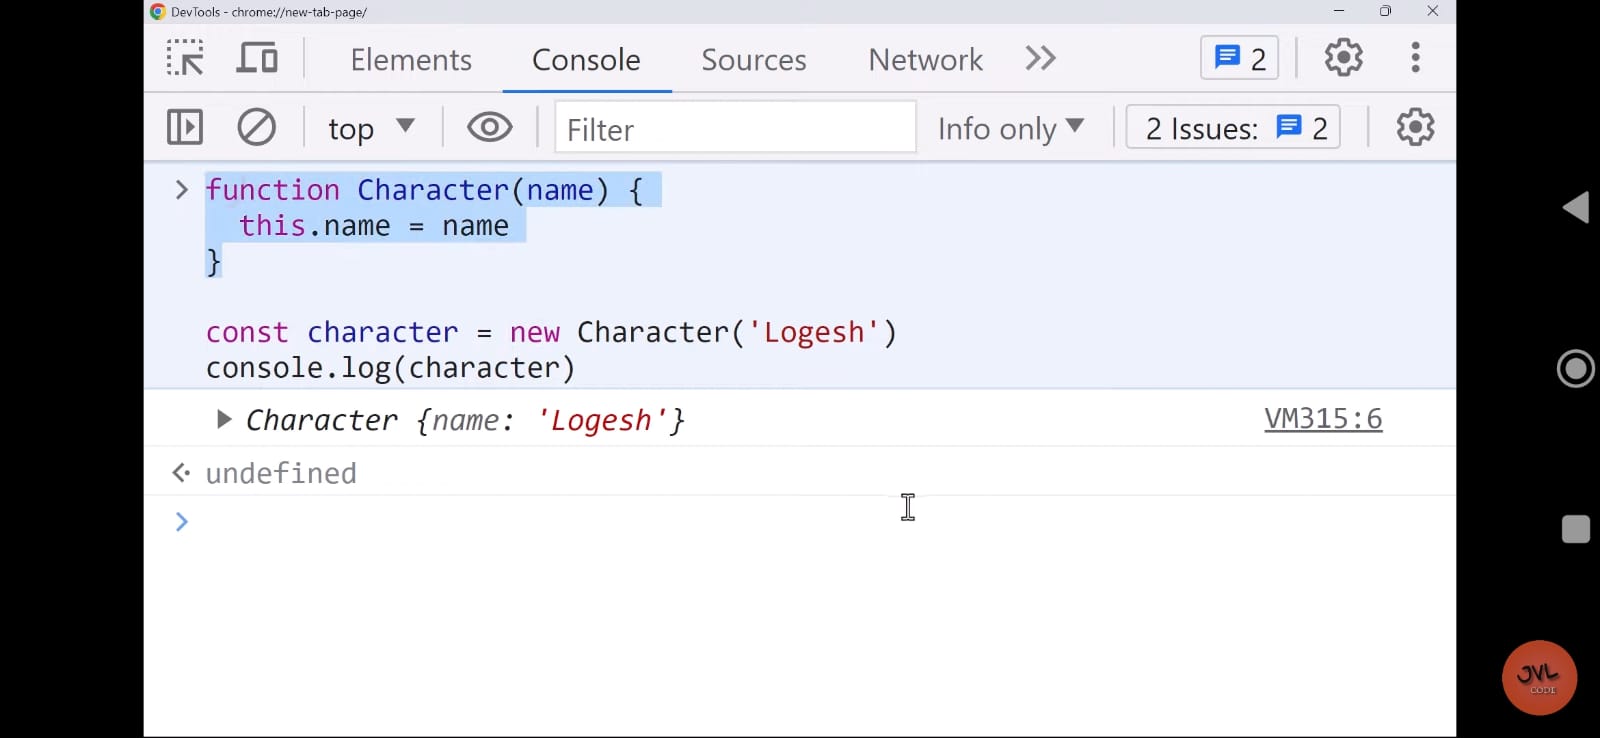 DevTools - chrome://new-tab-page/
Elements Console Sources Network 2
top Filter Info only 2 Issues: 2
function Character(name) {
this.name = name
}
const character = new Character('Logesh')
console.log(character)
Character {name: 'Logesh'} VM315:6
undefined
JVL
CODE